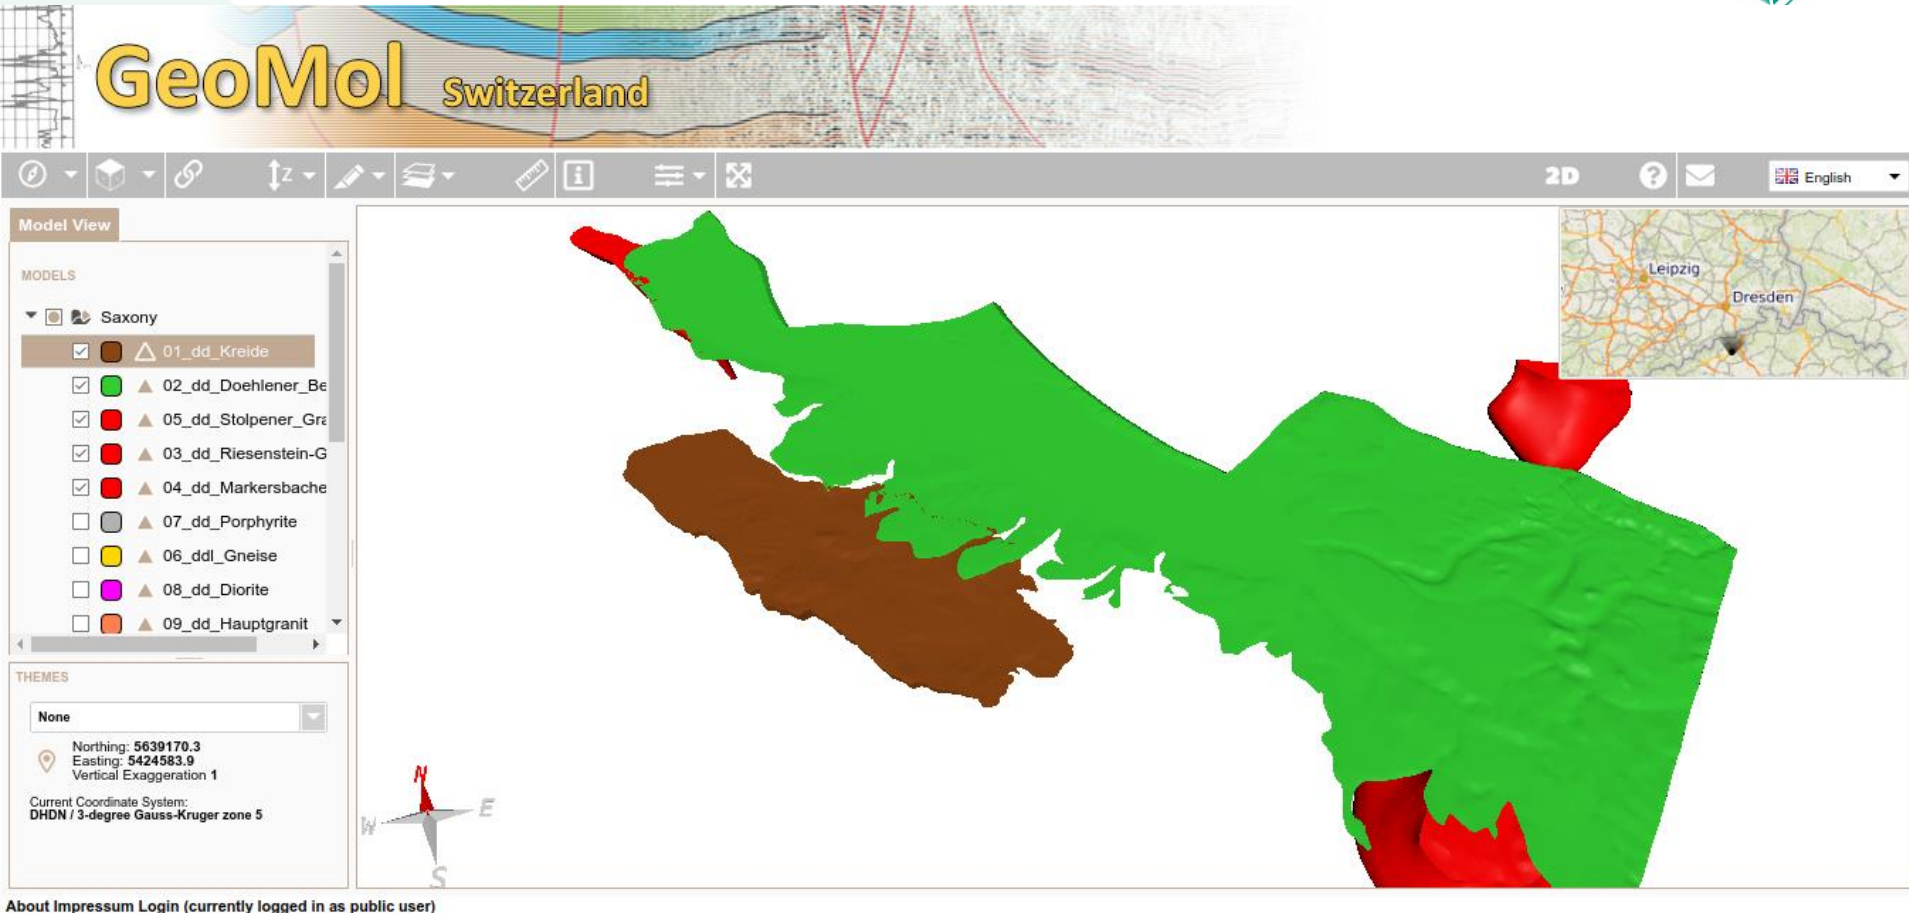 GeoMol Switzerland
Z
2D
?
English
Model View
MODELS
Saxony
01_dd_Kreide
02_dd_Doehlener_Be
05_dd_Stolpener_Gra
03_dd_Riesenstein-G
04_dd_Markersbache
07_dd_Porphyrite
06_ddl_Gneise
08_dd_Diorite
09_dd_Hauptgranit
THEMES
None
Northing: 5639170.3
Easting: 5424583.9
Vertical Exaggeration 1
Current Coordinate System:
DHDN / 3-degree Gauss-Kruger zone 5
Leipzig
Dresden
N
W
E
S
About Impressum Login (currently logged in as public user)